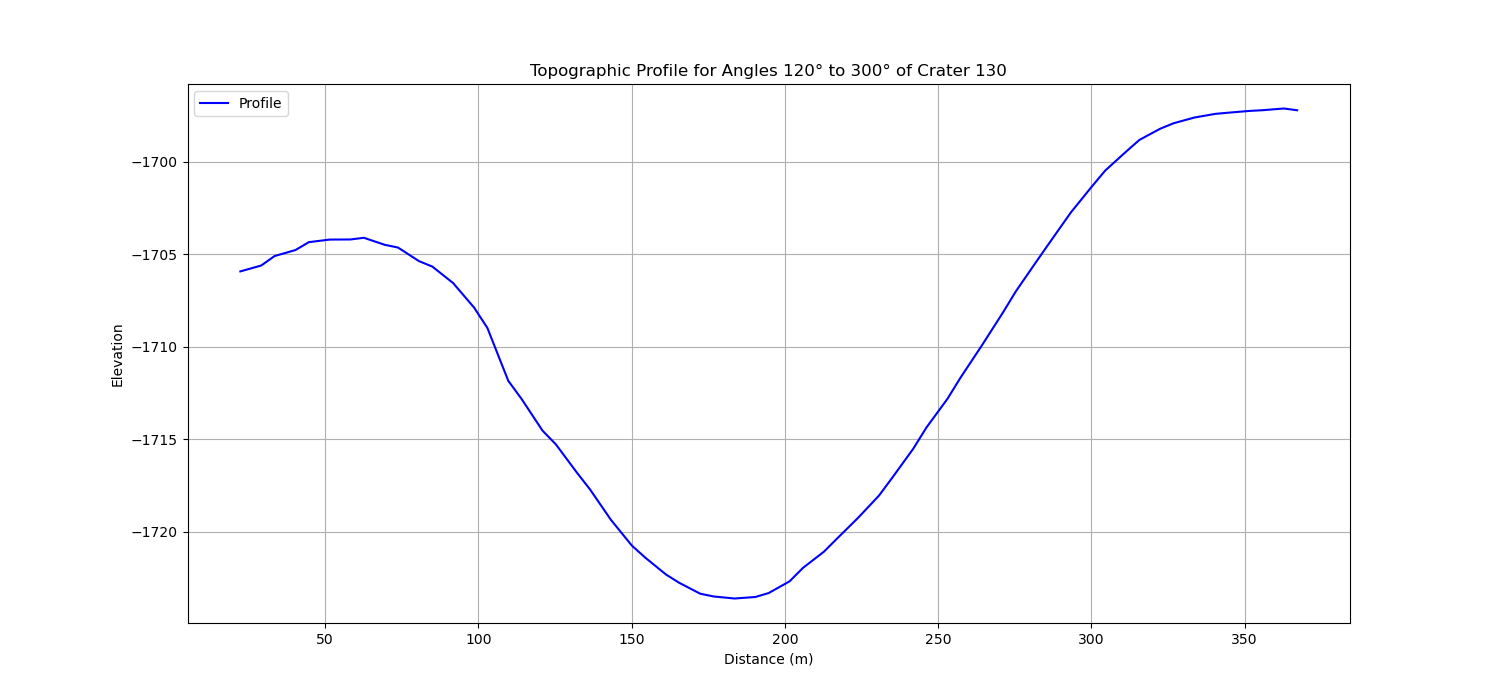 Topographic Profile for Angles 120° to 300° of Crater 130
Profile
−1700
−1705
−1710
−1715
−1720
Elevation
50 100 150 200 250 300 350
Distance (m)